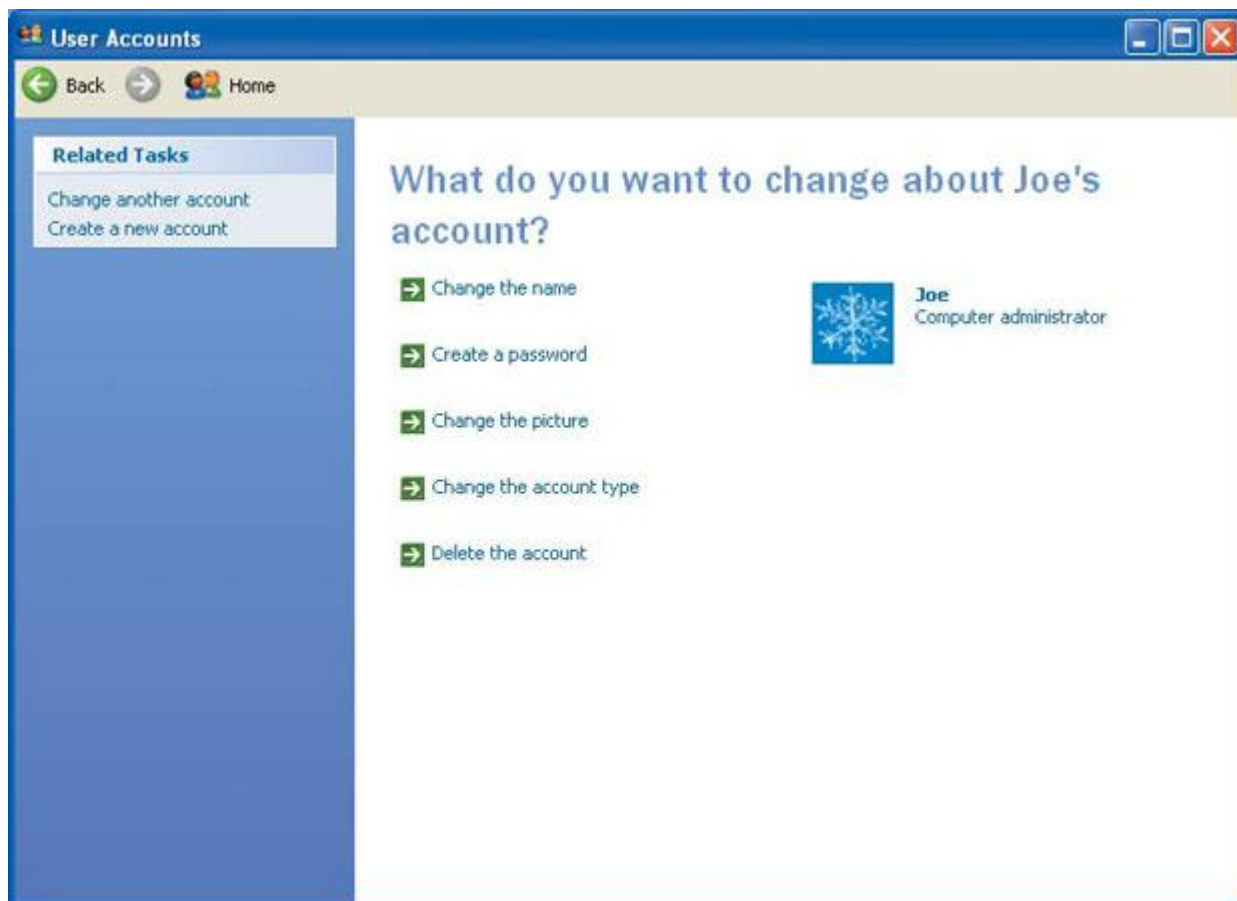 User Accounts
Back Home
Related Tasks
Change another account
Create a new account
What do you want to change about Joe's
account?
Change the name
Joe
Computer administrator
Create a password
Change the picture
Change the account type
Delete the account